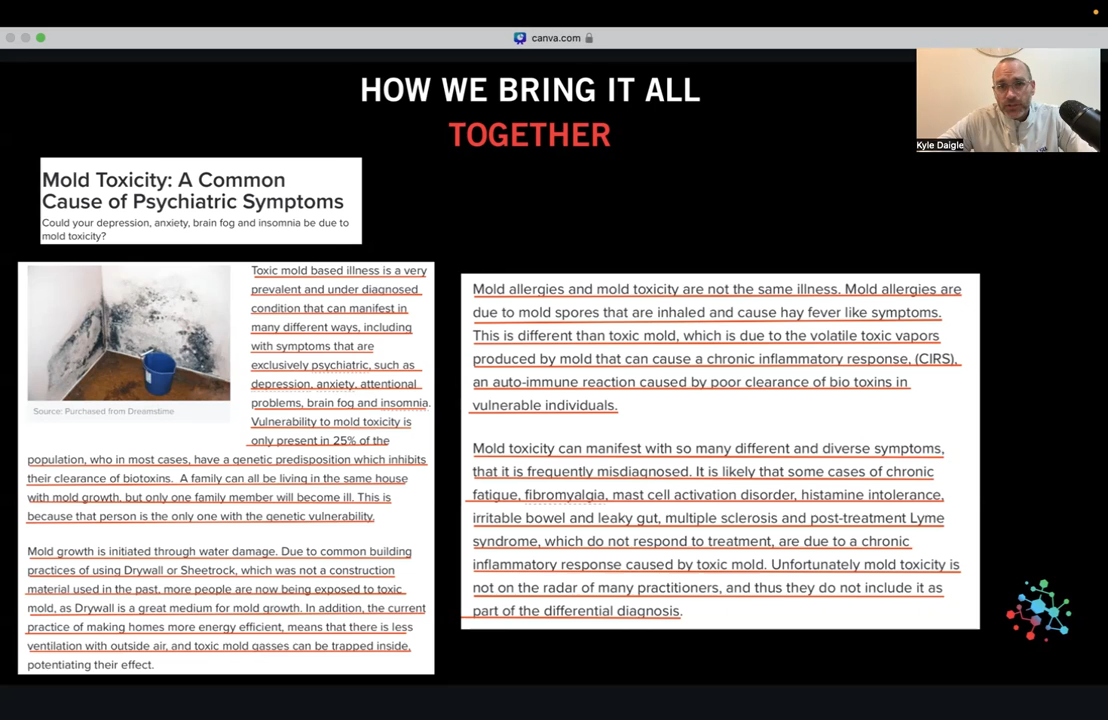 canva.com
HOW WE BRING IT ALL
TOGETHER
Kyle Daigle
Mold Toxicity: A Common
Cause of Psychiatric Symptoms
Could your depression, anxiety, brain fog and insomnia be due to
mold toxicity?
Toxic mold based illness is a very
prevalent and under diagnosed
condition that can manifest in
many different ways, including
with symptoms that are
exclusively psychiatric, such as
depression, anxiety, attentional
problems, brain fog and insomnia.
Vulnerability to mold toxicity is
only present in 25% of the
Source: Purchased from Dreamstime
population, who in most cases, have a genetic predisposition which inhibits
their clearance of biotoxins. A family can all be living in the same house
with mold growth, but only one family member will become ill. This is
because that person is the only one with the genetic vulnerability.
Mold growth is initiated through water damage. Due to common building
practices of using Drywall or Sheetrock, which was not a construction
material used in the past, more people are now being exposed to toxic
mold, as Drywall is a great medium for mold growth. In addition, the current
practice of making homes more energy efficient, means that there is less
ventilation with outside air, and toxic mold gasses can be trapped inside,
potentiating their effect.
Mold allergies and mold toxicity are not the same illness. Mold allergies are
due to mold spores that are inhaled and cause hay fever like symptoms.
This is different than toxic mold, which is due to the volatile toxic vapors
produced by mold that can cause a chronic inflammatory response, (CIRS),
an auto-immune reaction caused by poor clearance of bio toxins in
vulnerable individuals.
Mold toxicity can manifest with so many different and diverse symptoms,
that it is frequently misdiagnosed. It is likely that some cases of chronic
fatigue, fibromyalgia, mast cell activation disorder, histamine intolerance,
irritable bowel and leaky gut, multiple sclerosis and post-treatment Lyme
syndrome, which do not respond to treatment, are due to a chronic
inflammatory response caused by toxic mold. Unfortunately mold toxicity is
not on the radar of many practitioners, and thus they do not include it as
part of the differential diagnosis.